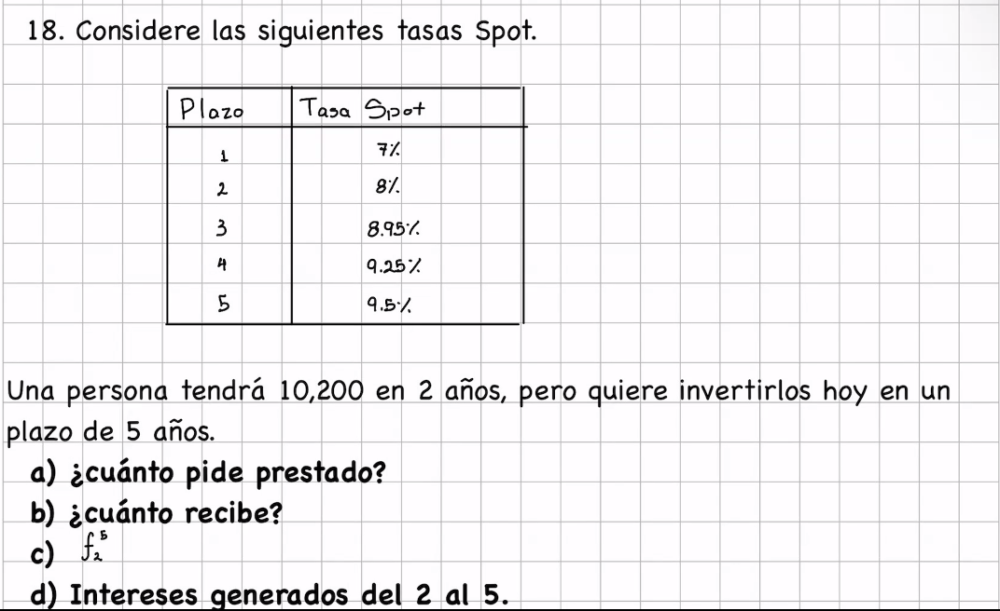 18. Considere las siguientes tasas Spot.
Plazo Tasa Spot
1 7%
2 8%
3 8.95%
4 9.25%
5 9.5%
Una persona tendrá 10,200 en 2 años, pero quiere invertirlos hoy en un
plazo de 5 años.
a) ¿cuánto pide prestado?
b) ¿cuánto recibe?
c) f₂⁵
d) Intereses generados del 2 al 5.